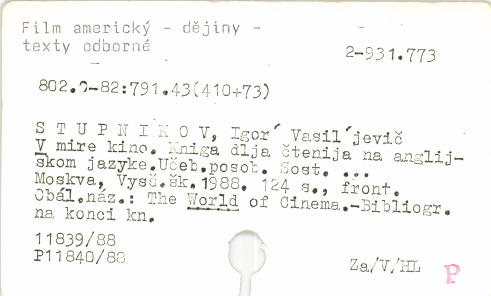 Film americký - dějiny -
texty odborné
2-931.773
802.0-82:791.43(410+73)
S T U P N I K O V, Igor´ Vasil´jevič
V mire kino. Kniga dlja čtenija na anglij-
skom jazyke.Učeb.posob. Sost. ...
Moskva, Vysš.šk.1988. 124 s., front.
Obál.náz.: The World of Cinema.-Bibliogr.
na konci kn.
11839/88
P11840/88
Za/V/HL
P